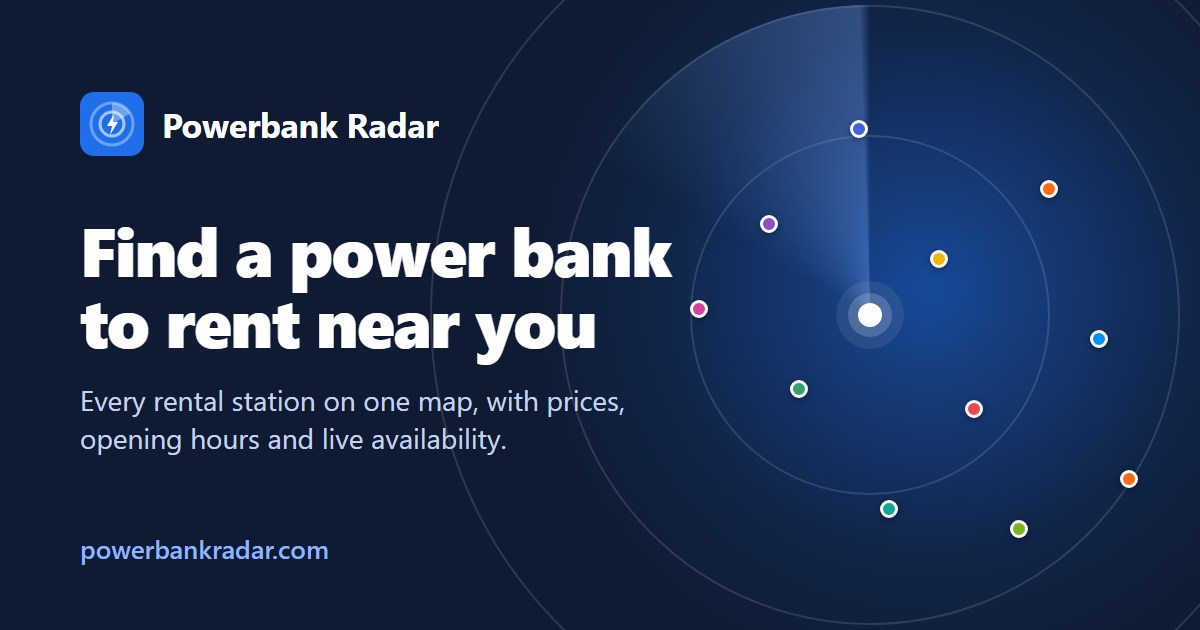 Powerbank Radar
Find a power bank
to rent near you
Every rental station on one map, with prices,
opening hours and live availability.
powerbankradar.com